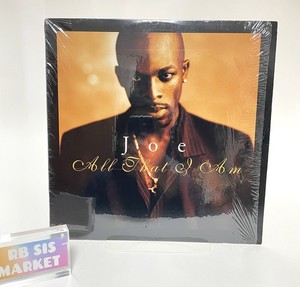 Joe
All That I Am
RB SIS
MARKET